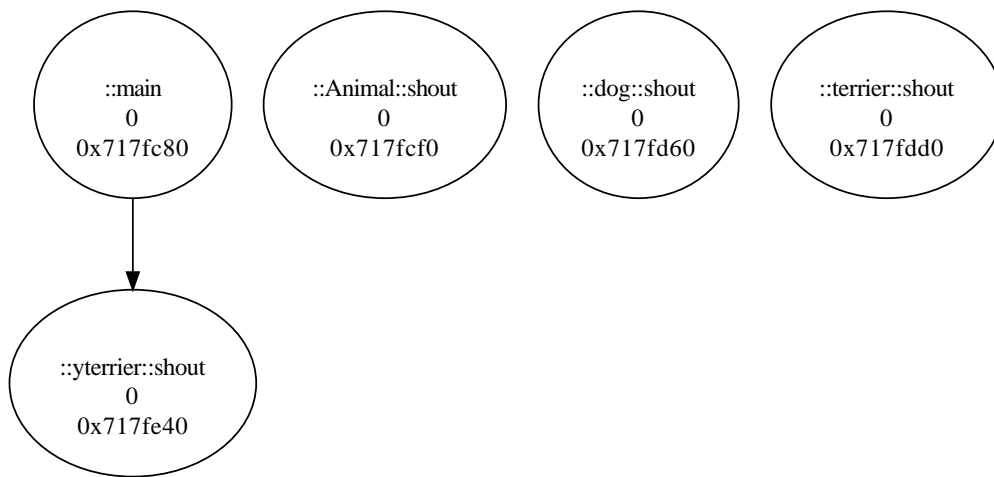 ::main
0
0x717fc80
::Animal::shout
0
0x717fcf0
::dog::shout
0
0x717fd60
::terrier::shout
0
0x717fdd0
::yterrier::shout
0
0x717fe40